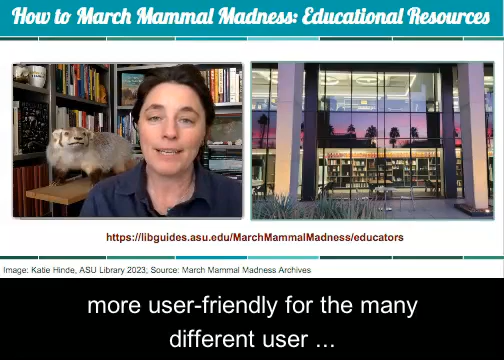 How to March Mammal Madness: Educational Resources
https://libguides.asu.edu/MarchMammalMadness/educators
Image: Katie Hinde, ASU Library 2023; Source: March Mammal Madness Archives
more user-friendly for the many
different user ...